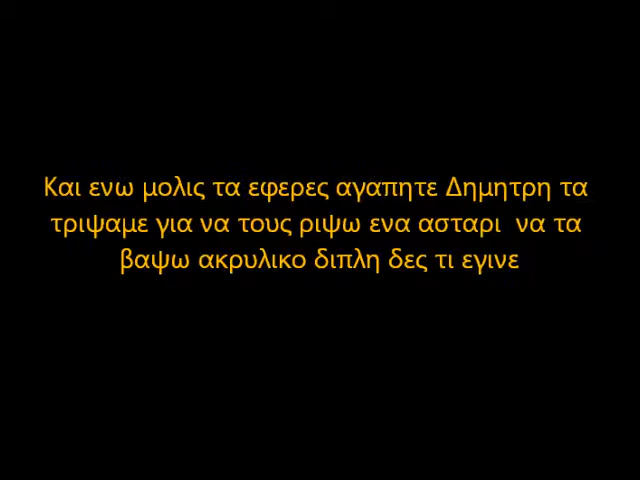 Και ενω μολις τα εφερες αγαπητε Δημητρη τα
τριψαμε για να τους ριψω ενα ασταρι  να τα
βαψω ακρυλικο διπλη δες τι εγινε